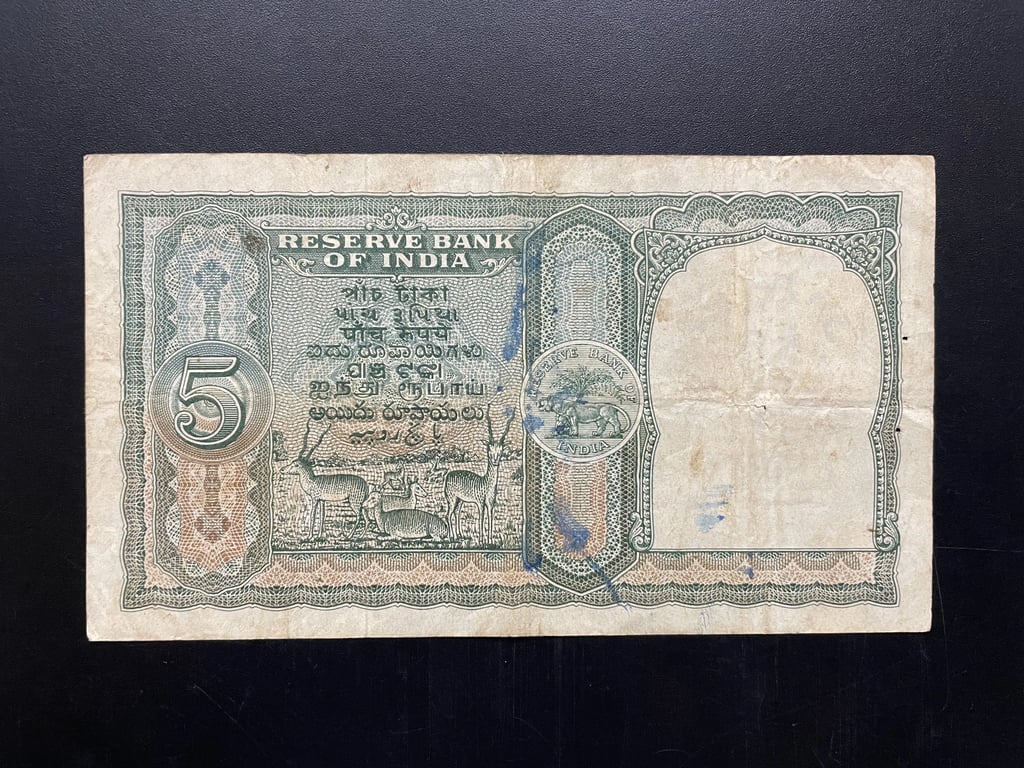 RESERVE BANK
OF INDIA
পাঁচ টাকা
પાંચ રૂપિયા
पाँच रूपये
ಐದು ರೂಪಾಯಿಗಳು
ପାଞ୍ଚ ଟଙ୍କା
ஐந்து ரூபாய்
అయిదు రూపాయలు
5
RESERVE BANK OF
INDIA